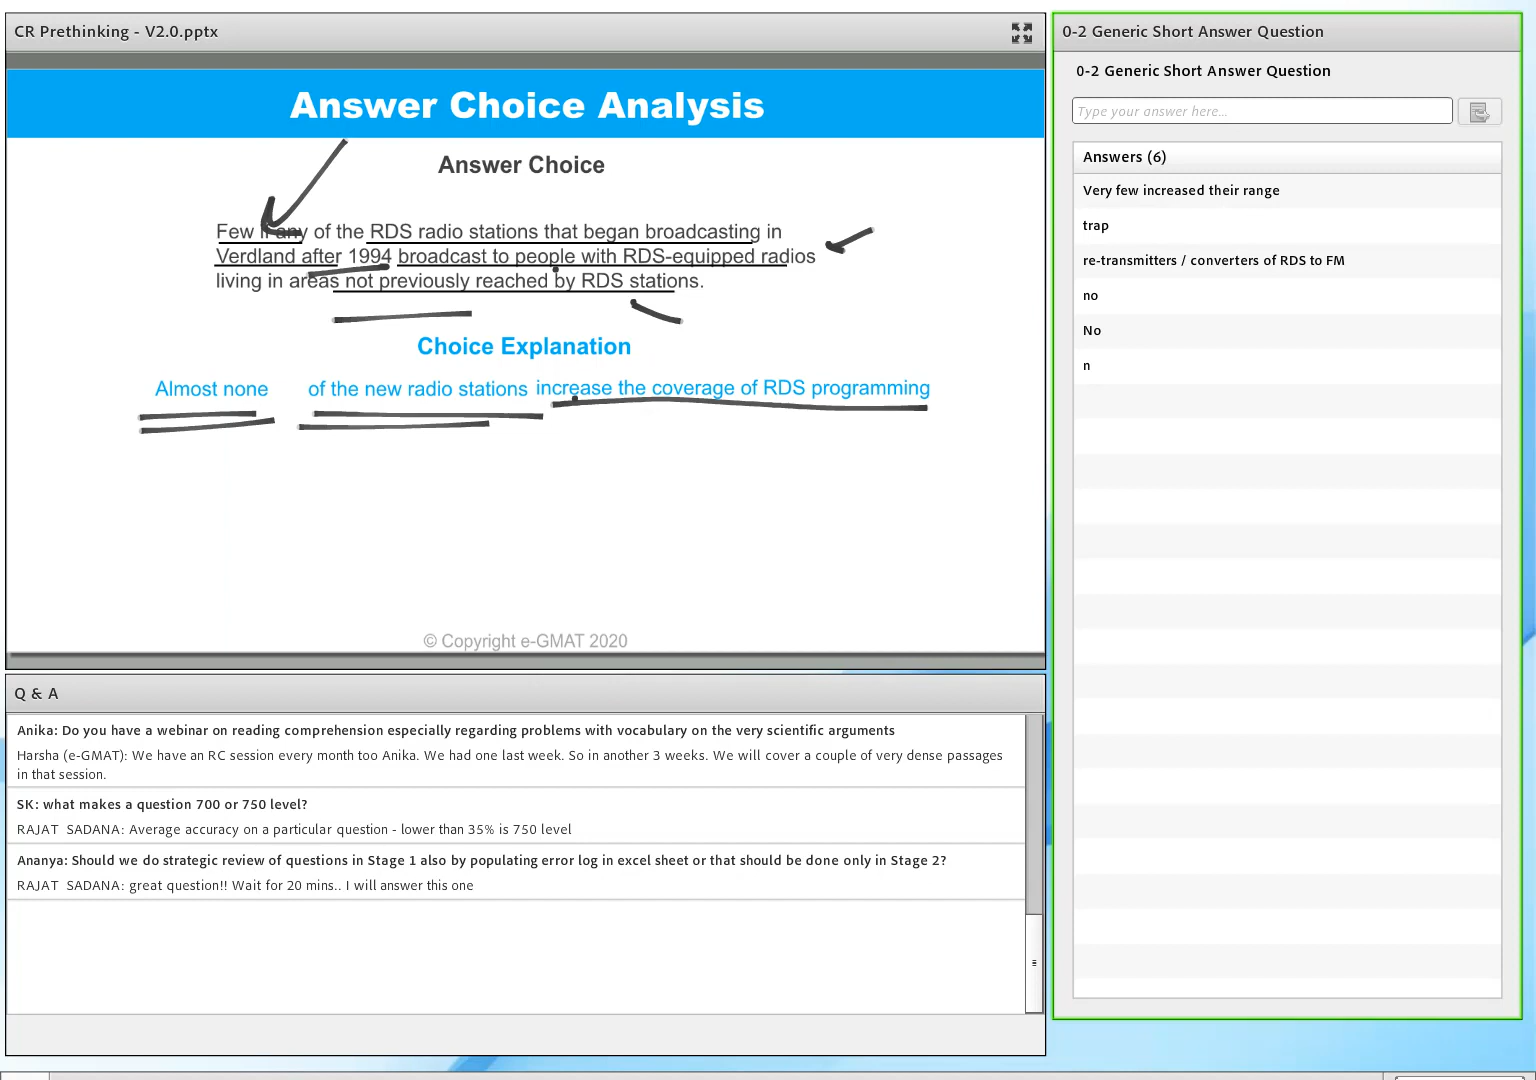 CR Prethinking - V2.0.pptx
Answer Choice Analysis
Answer Choice
Few if any of the RDS radio stations that began broadcasting in
Verdland after 1994 broadcast to people with RDS-equipped radios
living in areas not previously reached by RDS stations.
Choice Explanation
Almost none of the new radio stations increase the coverage of RDS programming
© Copyright e-GMAT 2020
Q & A
Anika: Do you have a webinar on reading comprehension especially regarding problems with vocabulary on the very scientific arguments
Harsha (e-GMAT): We have an RC session every month too Anika. We had one last week. So in another 3 weeks. We will cover a couple of very dense passages
in that session.
SK: what makes a question 700 or 750 level?
RAJAT SADANA: Average accuracy on a particular question - lower than 35% is 750 level
Ananya: Should we do strategic review of questions in Stage 1 also by populating error log in excel sheet or that should be done only in Stage 2?
RAJAT SADANA: great question!! Wait for 20 mins.. I will answer this one
0-2 Generic Short Answer Question
0-2 Generic Short Answer Question
Type your answer here...
Answers (6)
Very few increased their range
trap
re-transmitters / converters of RDS to FM
no
No
n